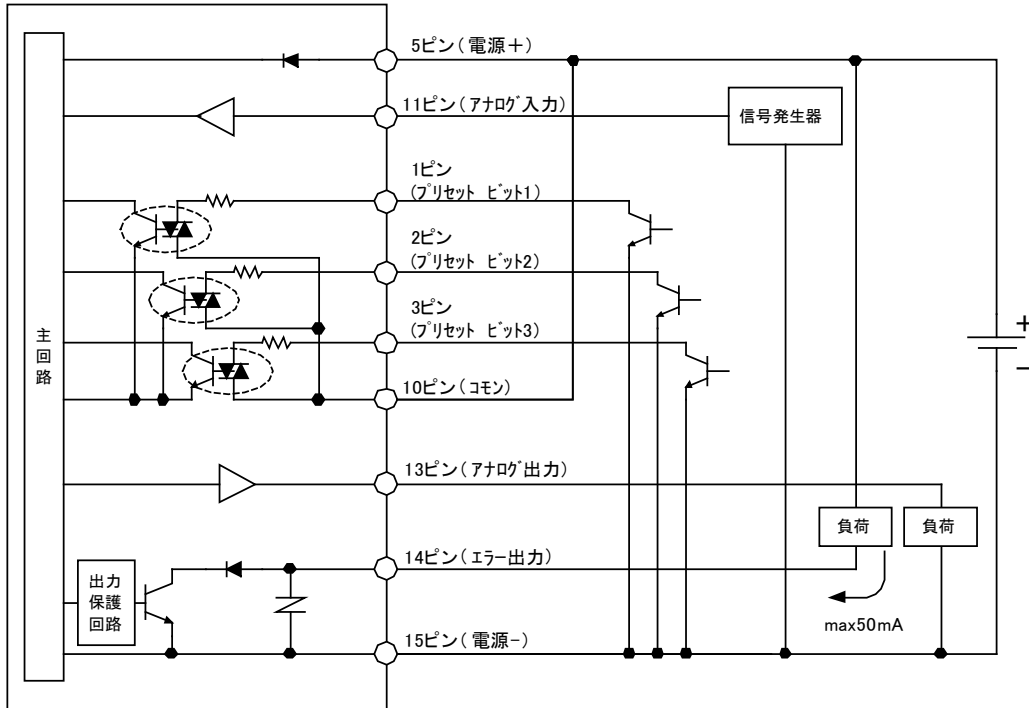 5ピン(電源+)
11ピン(アナログ入力)
信号発生器
1ピン
(プリセット ビット1)
2ピン
(プリセット ビット2)
3ピン
(プリセット ビット3)
主
回
路
+
-
10ピン(コモン)
13ピン(アナログ出力)
負荷
負荷
14ピン(エラー出力)
出力
保護
回路
max50mA
15ピン(電源-)